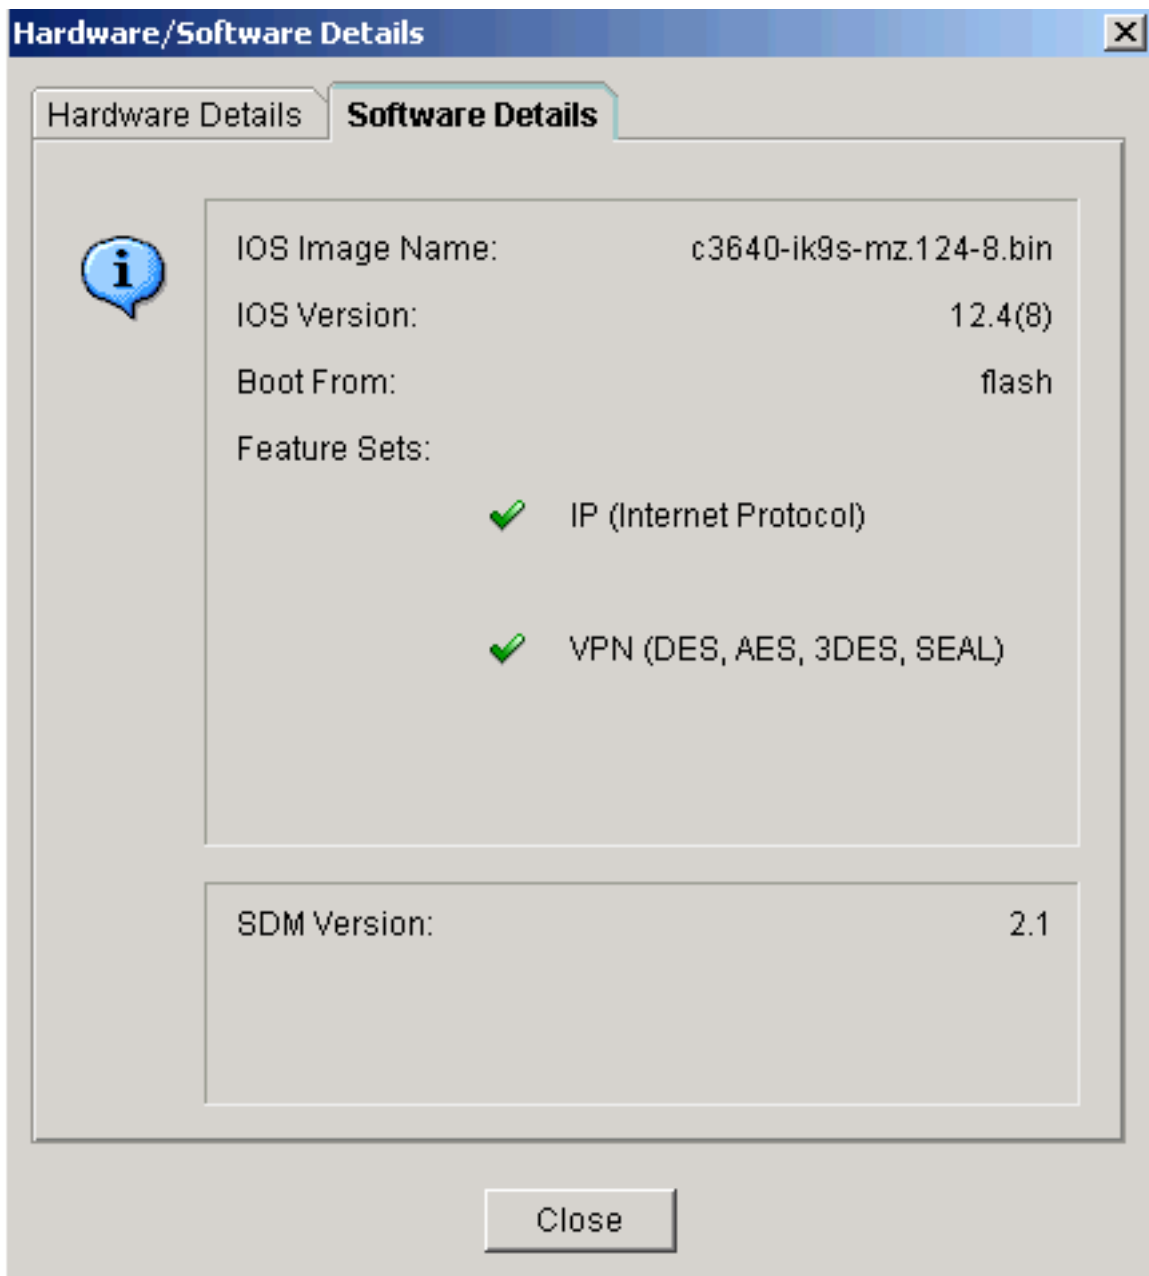 Hardware/Software Details
Hardware Details Software Details
IOS Image Name: c3640-ik9s-mz.124-8.bin
IOS Version: 12.4(8)
Boot From: flash
Feature Sets:
IP (Internet Protocol)
VPN (DES, AES, 3DES, SEAL)
SDM Version: 2.1
Close